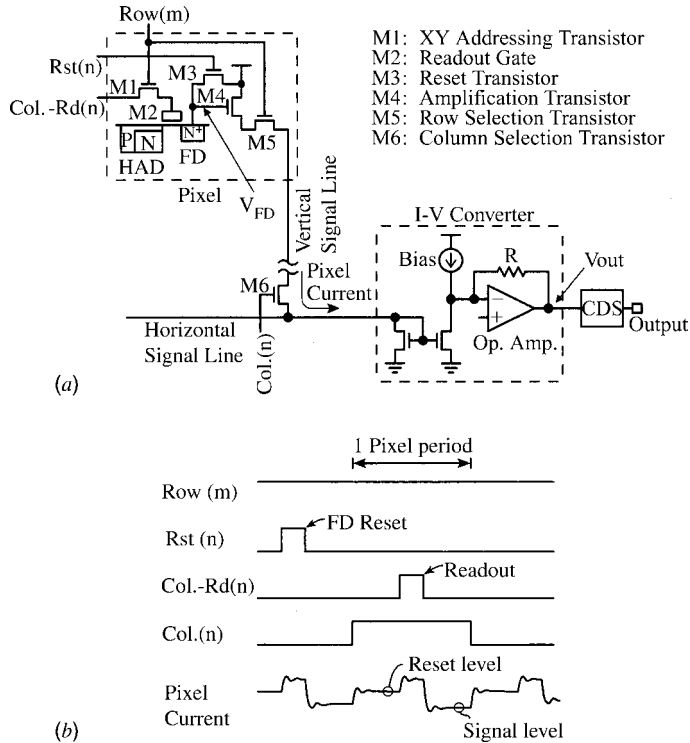 Row(m)
Rst(n)
Col.-Rd(n)
M1
M2
M3
M4
M5
P
N
N+
HAD
FD
Pixel
VFD
Vertical
Signal Line
M1: XY Addressing Transistor
M2: Readout Gate
M3: Reset Transistor
M4: Amplification Transistor
M5: Row Selection Transistor
M6: Column Selection Transistor
I-V Converter
Bias
R
Vout
−
+
Op. Amp.
CDS
Output
M6
Pixel
Current
Horizontal
Signal Line
Col.(n)
(a)
1 Pixel period
Row (m)
Rst (n)
FD Reset
Col.-Rd(n)
Readout
Col.(n)
Reset level
Pixel
Current
Signal level
(b)